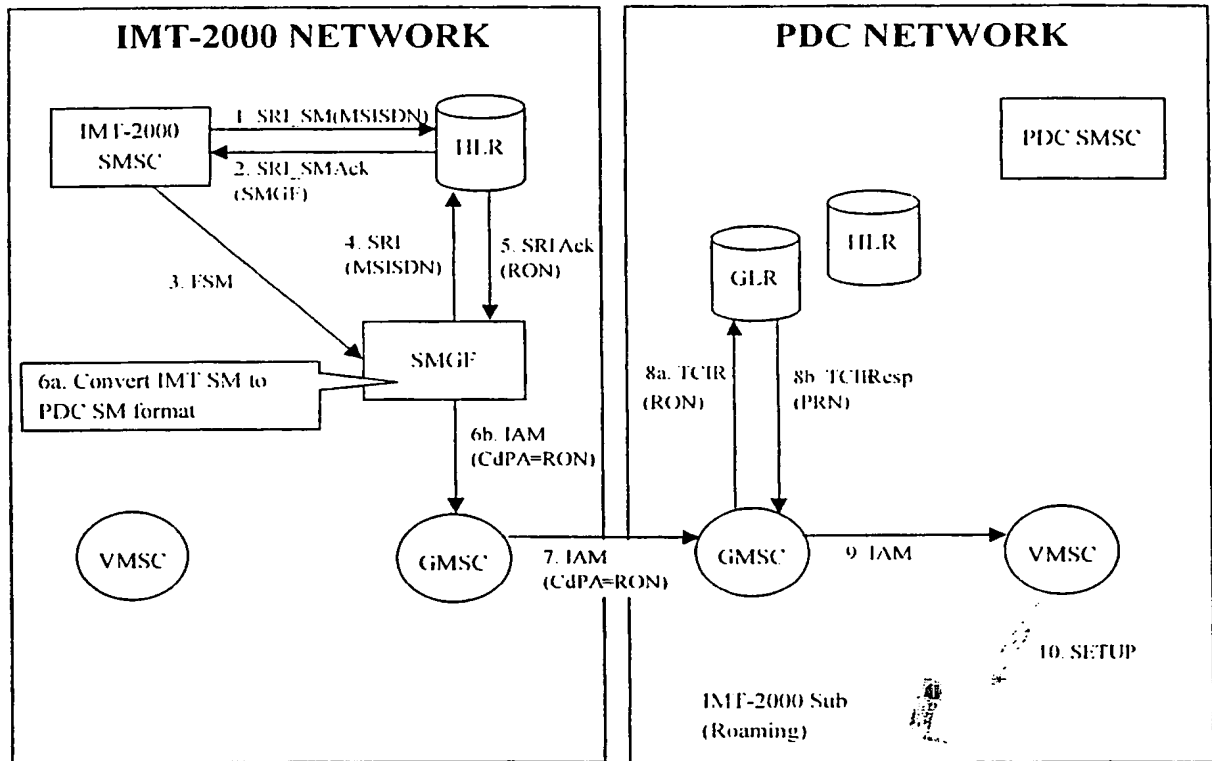 IMT-2000 NETWORK
IMT-2000
SMSC
1. SRI_SM(MSISDN)
2. SRI_SMAck
(SMGF)
HLR
3. FSM
4. SRI
(MSISDN)
5. SRIAck
(RON)
SMGF
6a. Convert IMT SM to
PDC SM format
6b. IAM
(CdPA=RON)
VMSC
GMSC
7. IAM
(CdPA=RON)
PDC NETWORK
PDC SMSC
HLR
GLR
8a. TCIR
(RON)
8b. TCIRResp
(PRN)
GMSC
9. IAM
VMSC
10. SETUP
IMT-2000 Sub
(Roaming)